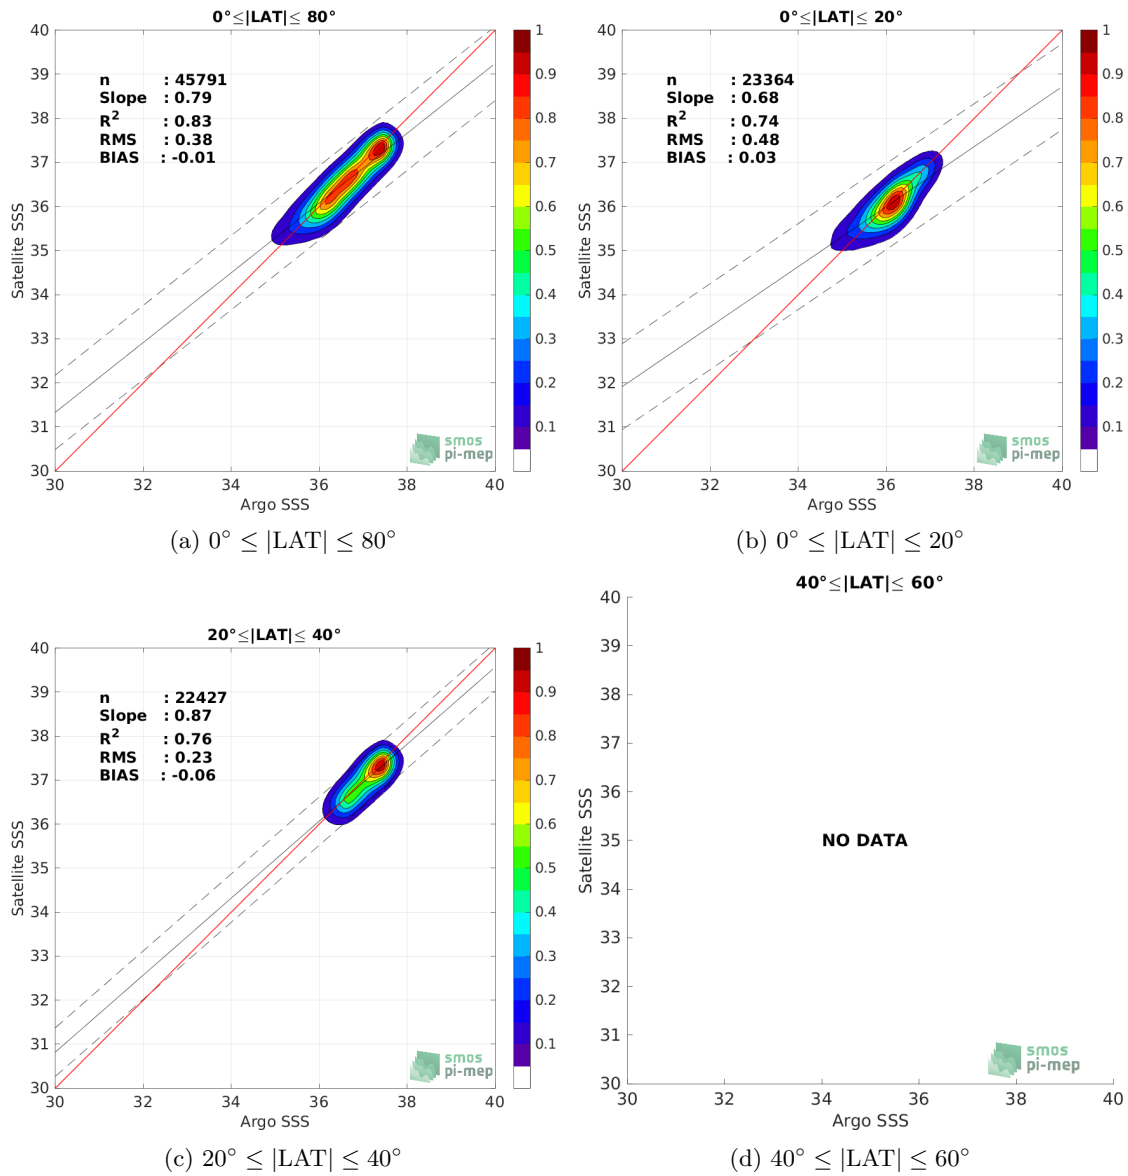 0°≤|LAT|≤ 80°
40
39
38
37
36
35
34
33
32
31
30
Satellite SSS
n : 45791
Slope : 0.79
R2 : 0.83
RMS : 0.38
BIAS : -0.01
smos
pi-mep
30 32 34 36 38 40
Argo SSS
1
0.9
0.8
0.7
0.6
0.5
0.4
0.3
0.2
0.1
(a) 0° ≤ |LAT| ≤ 80°
0°≤|LAT|≤ 20°
40
39
38
37
36
35
34
33
32
31
30
Satellite SSS
n : 23364
Slope : 0.68
R2 : 0.74
RMS : 0.48
BIAS : 0.03
smos
pi-mep
30 32 34 36 38 40
Argo SSS
1
0.9
0.8
0.7
0.6
0.5
0.4
0.3
0.2
0.1
(b) 0° ≤ |LAT| ≤ 20°
20°≤|LAT|≤ 40°
40
39
38
37
36
35
34
33
32
31
30
Satellite SSS
n : 22427
Slope : 0.87
R2 : 0.76
RMS : 0.23
BIAS : -0.06
smos
pi-mep
30 32 34 36 38 40
Argo SSS
1
0.9
0.8
0.7
0.6
0.5
0.4
0.3
0.2
0.1
(c) 20° ≤ |LAT| ≤ 40°
40°≤|LAT|≤ 60°
40
39
38
37
36
35
34
33
32
31
30
Satellite SSS
NO DATA
smos
pi-mep
30 32 34 36 38 40
Argo SSS
(d) 40° ≤ |LAT| ≤ 60°